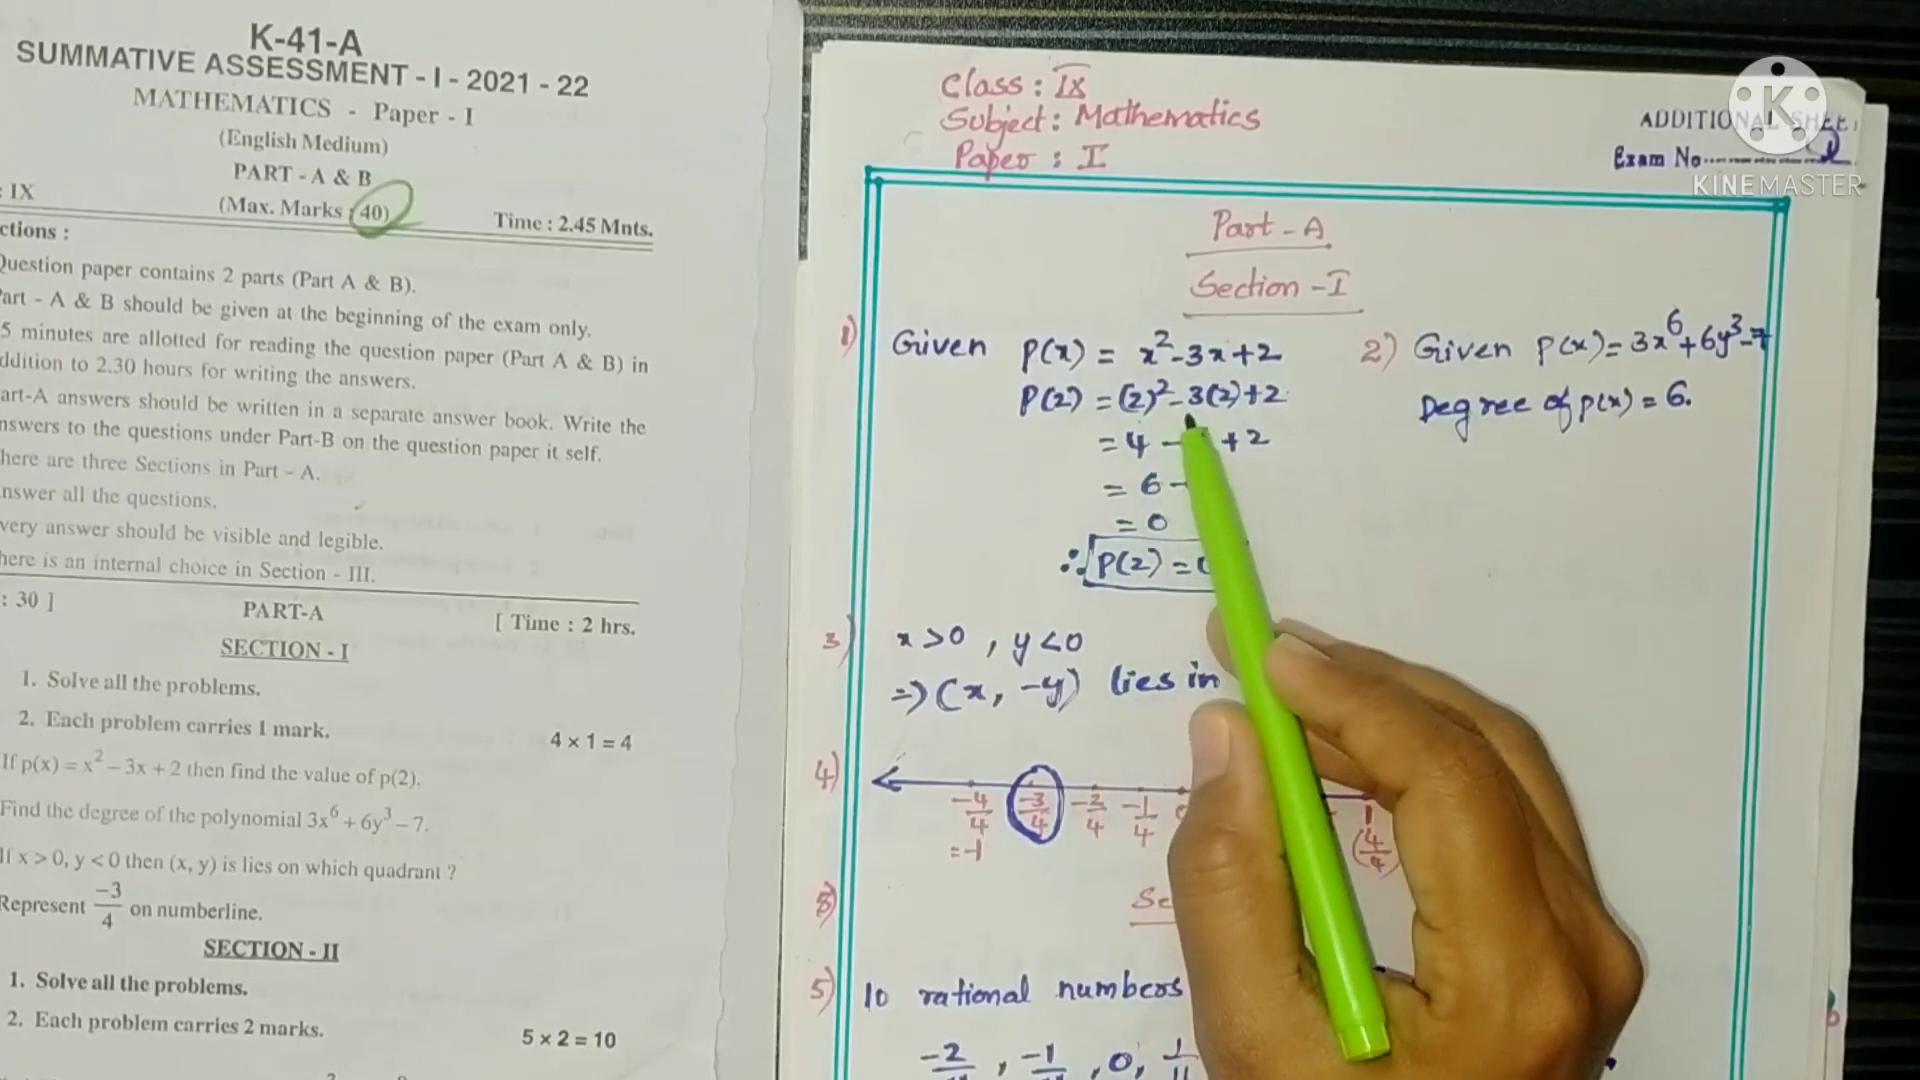 K-41-A
SUMMATIVE ASSESSMENT - I - 2021 - 22
MATHEMATICS - Paper - I
(English Medium)
PART - A & B
: IX
(Max. Marks : 40)
Time : 2.45 Mnts.
ctions :
Question paper contains 2 parts (Part A & B).
art - A & B should be given at the beginning of the exam only.
5 minutes are allotted for reading the question paper (Part A & B) in
ddition to 2.30 hours for writing the answers.
art-A answers should be written in a separate answer book. Write the
nswers to the questions under Part-B on the question paper it self.
here are three Sections in Part - A.
nswer all the questions.
very answer should be visible and legible.
here is an internal choice in Section - III.
: 30 ]
PART-A
[ Time : 2 hrs.
SECTION - I
1. Solve all the problems.
2. Each problem carries 1 mark.
4 × 1 = 4
If p(x) = x² – 3x + 2 then find the value of p(2).
Find the degree of the polynomial 3x⁶ + 6y³ – 7.
If x > 0, y < 0 then (x, y) is lies on which quadrant ?
Represent -3/4 on numberline.
SECTION - II
1. Solve all the problems.
2. Each problem carries 2 marks.
5 × 2 = 10
Class : IX
Subject : Mathematics
Paper : I
ADDITIONAL SHEE
Exam No
KINEMASTER
Part - A
Section - I
1) Given P(x) = x² - 3x + 2
P(2) = (2)² - 3(2) + 2
= 4 - + 2
= 6 -
= 0
∴ P(2) =
2) Given P(x) = 3x⁶ + 6y³ - 7
Degree of P(x) = 6.
3) x > 0 , y < 0
⇒ (x, -y) lies in
4)
-4/4 -3/4 -2/4 -1/4 1
= -1 (4/4)
5) 10 rational numbers
-2 , -1 , 0, 1